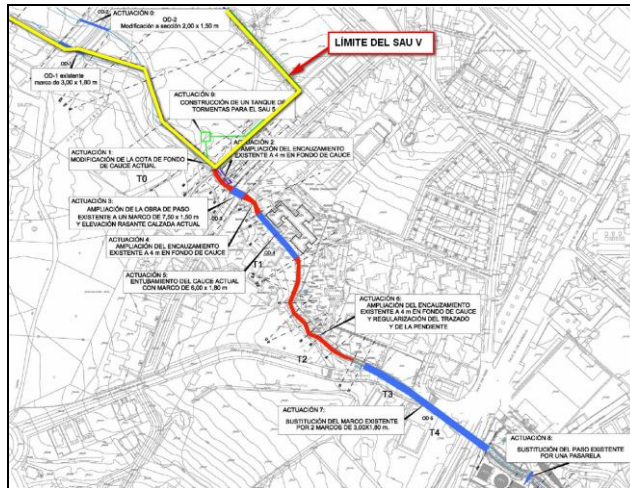 ACTUACIÓN 0:
OD-2
Modificación a sección 2,00 x 1,50 m
LÍMITE DEL SAU V
OD-1 existente
marco de 3,00 x 1,80 m
ACTUACIÓN 9:
CONSTRUCCIÓN DE UN TANQUE DE
TORMENTAS PARA EL SAU 5
ACTUACIÓN 2:
AMPLIACIÓN DEL ENCAUZAMIENTO
EXISTENTE A 4 m EN FONDO DE CAUCE
ACTUACIÓN 1:
MODIFICACIÓN DE LA COTA DE FONDO
DE CAUCE ACTUAL
T0
ACTUACIÓN 3:
AMPLIACIÓN DE LA OBRA DE PASO
EXISTENTE A UN MARCO DE 7,50 x 1,50 m
Y ELEVACIÓN RASANTE CALZADA ACTUAL
ACTUACIÓN 4:
AMPLIACIÓN DEL ENCAUZAMIENTO
EXISTENTE A 4 m EN FONDO DE CAUCE
T1
ACTUACIÓN 5:
ENTUBAMIENTO DEL CAUCE ACTUAL
CON MARCO DE 6,00 x 1,80 m
ACTUACIÓN 6:
AMPLIACIÓN DEL ENCAUZAMIENTO
EXISTENTE A 4 m EN FONDO DE CAUCE
Y REGULARIZACIÓN DEL TRAZADO
Y DE LA PENDIENTE
T2
T3
ACTUACIÓN 7:
SUSTITUCIÓN DEL MARCO EXISTENTE
POR 2 MARCOS DE 3,00X1,80 m.
T4
ACTUACIÓN 8:
SUSTITUCIÓN DEL PASO EXISTENTE
POR UNA PASARELA